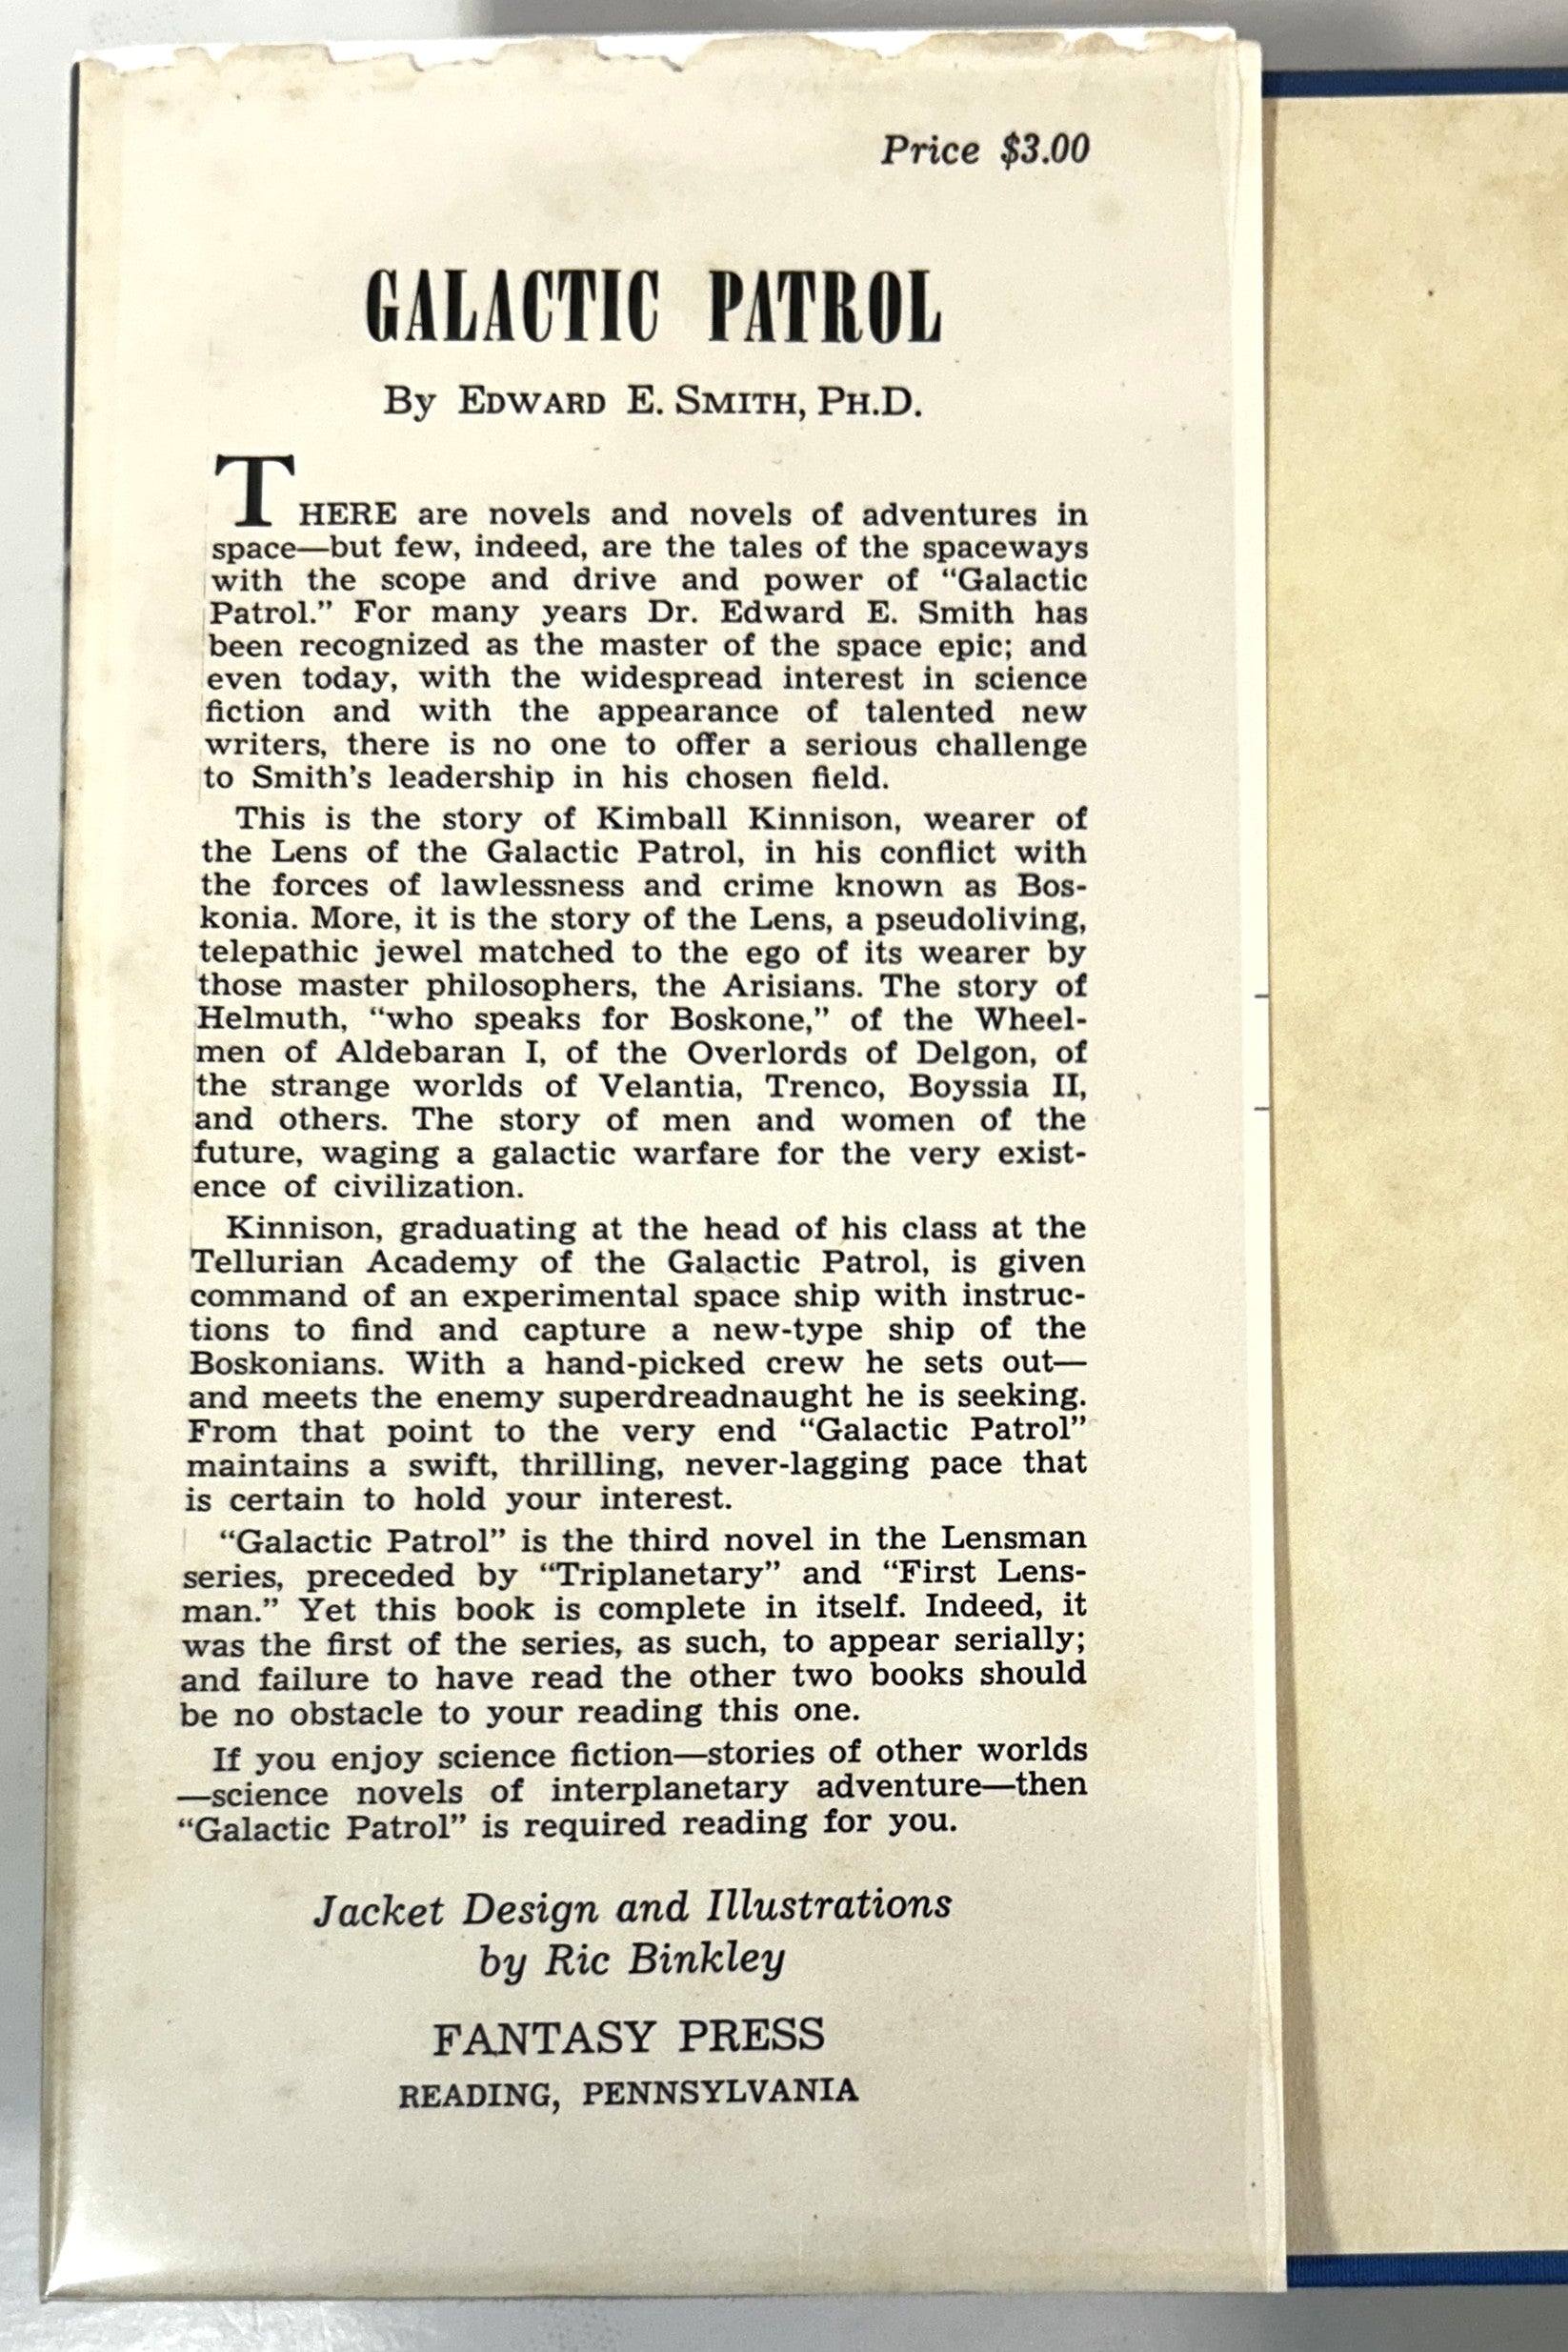 Price $3.00
GALACTIC PATROL
By EDWARD E. SMITH, PH.D.
THERE are novels and novels of adventures in
space—but few, indeed, are the tales of the spaceways
with the scope and drive and power of “Galactic
Patrol.” For many years Dr. Edward E. Smith has
been recognized as the master of the space epic; and
even today, with the widespread interest in science
fiction and with the appearance of talented new
writers, there is no one to offer a serious challenge
to Smith’s leadership in his chosen field.
This is the story of Kimball Kinnison, wearer of
the Lens of the Galactic Patrol, in his conflict with
the forces of lawlessness and crime known as Bos-
konia. More, it is the story of the Lens, a pseudoliving,
telepathic jewel matched to the ego of its wearer by
those master philosophers, the Arisians. The story of
Helmuth, “who speaks for Boskone,” of the Wheel-
men of Aldebaran I, of the Overlords of Delgon, of
the strange worlds of Velantia, Trenco, Boyssia II,
and others. The story of men and women of the
future, waging a galactic warfare for the very exist-
ence of civilization.
Kinnison, graduating at the head of his class at the
Tellurian Academy of the Galactic Patrol, is given
command of an experimental space ship with instruc-
tions to find and capture a new-type ship of the
Boskonians. With a hand-picked crew he sets out—
and meets the enemy superdreadnaught he is seeking.
From that point to the very end “Galactic Patrol”
maintains a swift, thrilling, never-lagging pace that
is certain to hold your interest.
“Galactic Patrol” is the third novel in the Lensman
series, preceded by “Triplanetary” and “First Lens-
man.” Yet this book is complete in itself. Indeed, it
was the first of the series, as such, to appear serially;
and failure to have read the other two books should
be no obstacle to your reading this one.
If you enjoy science fiction—stories of other worlds
—science novels of interplanetary adventure—then
“Galactic Patrol” is required reading for you.
Jacket Design and Illustrations
by Ric Binkley
FANTASY PRESS
READING, PENNSYLVANIA